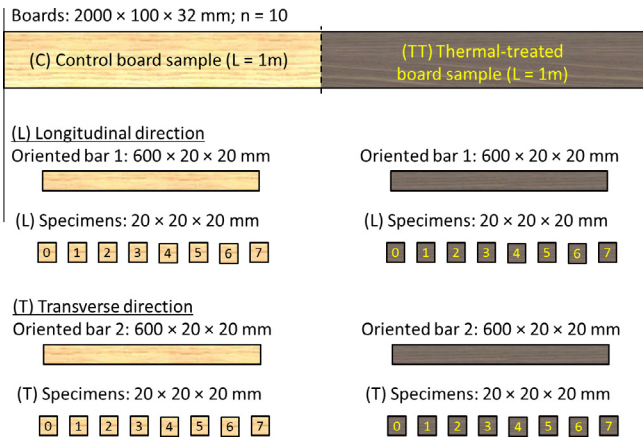 Boards: 2000 × 100 × 32 mm; n = 10
(C) Control board sample (L = 1m)
(TT) Thermal-treated
board sample (L = 1m)
(L) Longitudinal direction
Oriented bar 1: 600 × 20 × 20 mm
Oriented bar 1: 600 × 20 × 20 mm
(L) Specimens: 20 × 20 × 20 mm
(L) Specimens: 20 × 20 × 20 mm
0 1 2 3 4 5 6 7
0 1 2 3 4 5 6 7
(T) Transverse direction
Oriented bar 2: 600 × 20 × 20 mm
Oriented bar 2: 600 × 20 × 20 mm
(T) Specimens: 20 × 20 × 20 mm
(T) Specimens: 20 × 20 × 20 mm
0 1 2 3 4 5 6 7
0 1 2 3 4 5 6 7